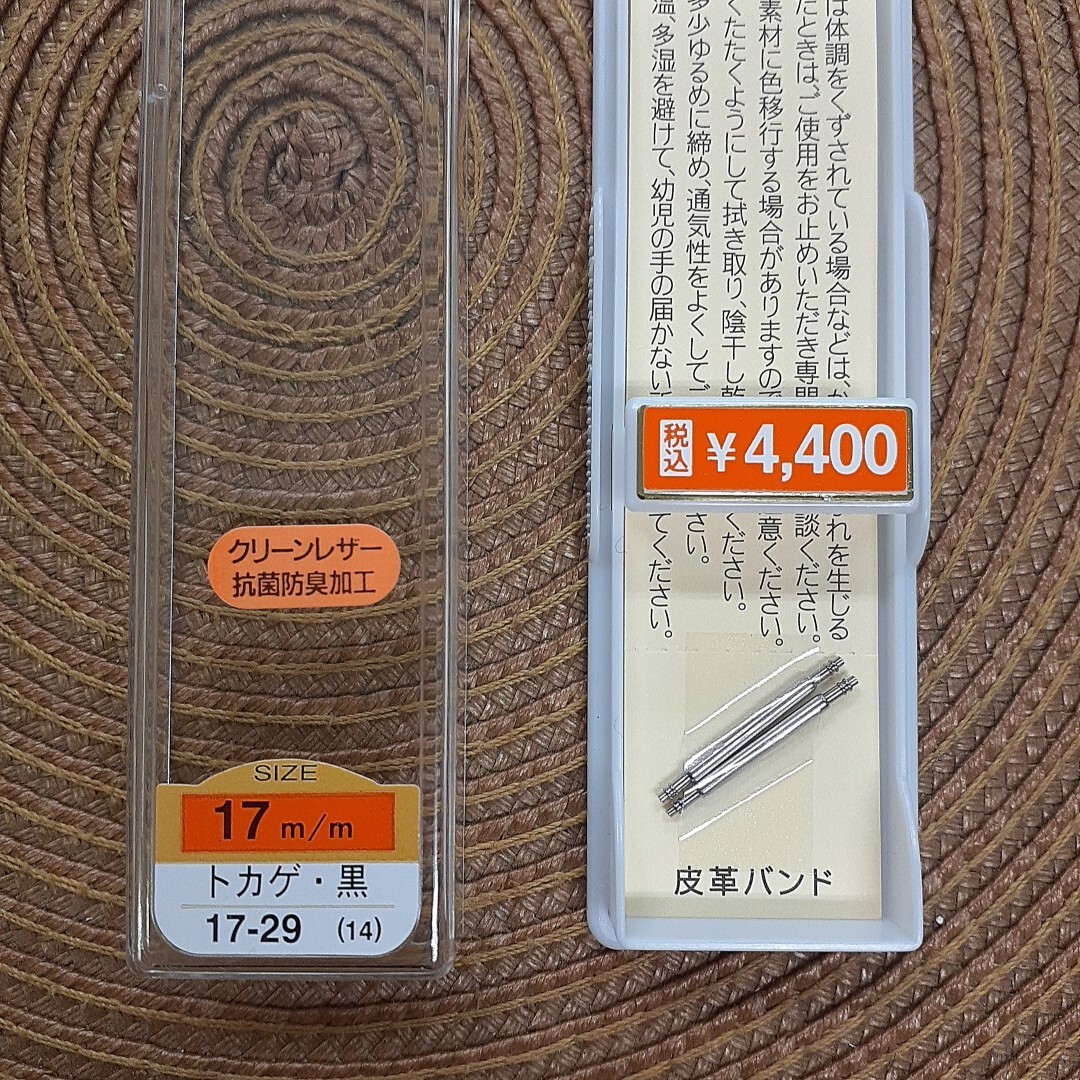 クリーンレザー
抗菌防臭加工
SIZE
17 m/m
トカゲ・黒
17-29 (14)
は体調をくずされている場合などは、か
れを生じる
たときは、ご使用をお止めいただき専門
談ください。
素材に色移行する場合がありますので
意ください。
くたたくようにして拭き取り、陰干し乾
ください。
多少ゆるめに締め、通気性をよくしてご
さい。
温、多湿を避けて、幼児の手の届かない
てください。
税込 ¥4,400
皮革バンド